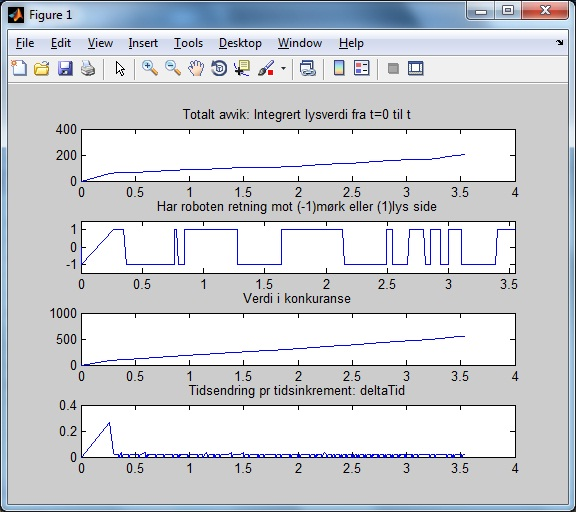 Figure 1
File Edit View Insert Tools Desktop Window Help
Totalt avvik: Integrert lysverdi fra t=0 til t
400
200
0
0 0.5 1 1.5 2 2.5 3 3.5 4
Har roboten retning mot (-1)mørk eller (1)lys side
1
0
-1
0 0.5 1 1.5 2 2.5 3 3.5
Verdi i konkuranse
1000
500
0
0 0.5 1 1.5 2 2.5 3 3.5 4
Tidsendring pr tidsinkrement: deltaTid
0.4
0.2
0
0 0.5 1 1.5 2 2.5 3 3.5 4